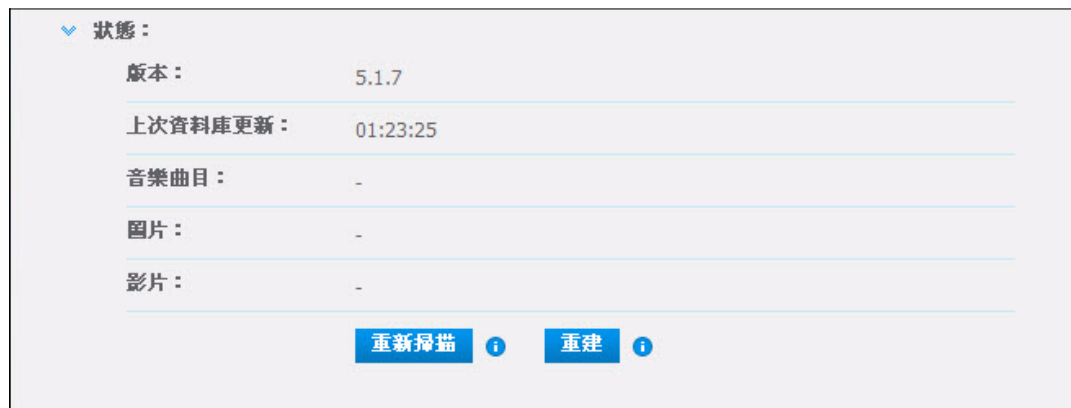 狀態：
版本： 5.1.7
上次資料庫更新： 01:23:25
音樂曲目： -
圖片： -
影片： -
重新掃描 重建